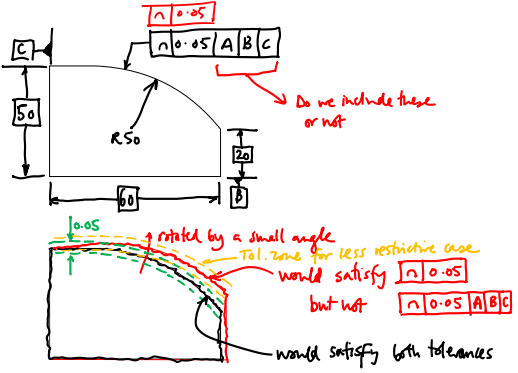 ∩ 0.05
C
∩ 0.05 A B C
Do we include these
or not
50
R50
20
60
B
0.05
rotated by a small angle
Tol. zone for less restrictive case
would satisfy ∩ 0.05
but not ∩ 0.05 A B C
would satisfy both tolerances